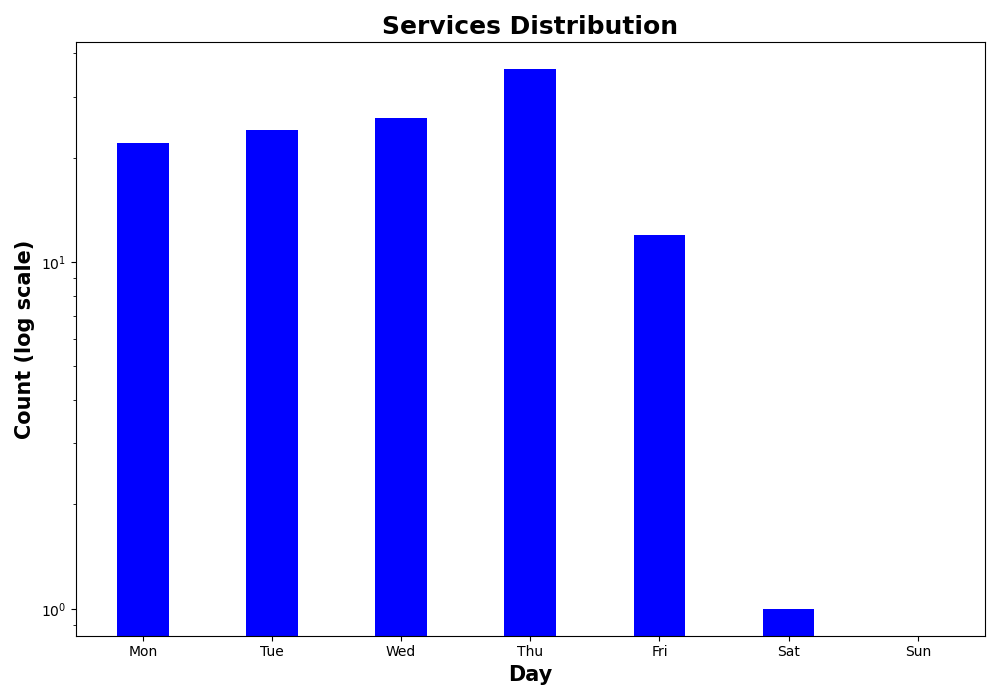 Services Distribution
Count (log scale)
10¹
10⁰
Mon Tue Wed Thu Fri Sat Sun
Day